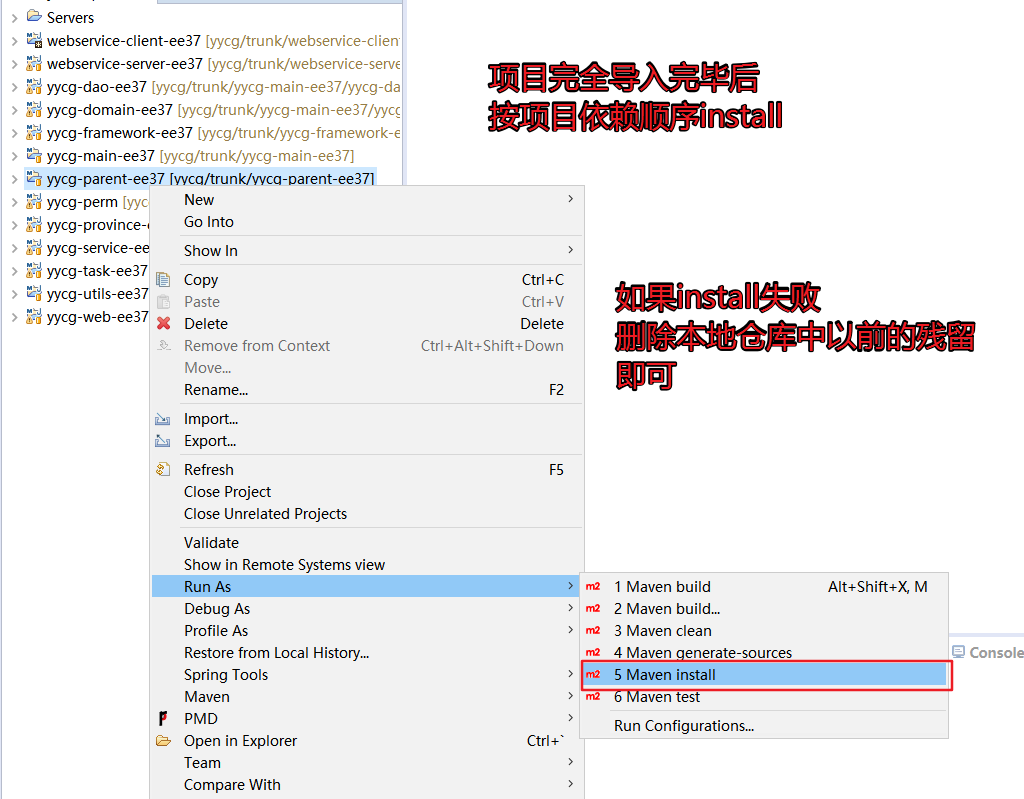 Servers
webservice-client-ee37 [yycg/trunk/webservice-clien
webservice-server-ee37 [yycg/trunk/webservice-serve
yycg-dao-ee37 [yycg/trunk/yycg-main-ee37/yycg-da
yycg-domain-ee37 [yycg/trunk/yycg-main-ee37/yycg
yycg-framework-ee37 [yycg/trunk/yycg-framework-e
yycg-main-ee37 [yycg/trunk/yycg-main-ee37]
yycg-parent-ee37 [yycg/trunk/yycg-parent-ee37]
yycg-perm [yyc
yycg-province-e
yycg-service-ee
yycg-task-ee37
yycg-utils-ee37
yycg-web-ee37
项目完全导入完毕后
按项目依赖顺序install
如果install失败
删除本地仓库中以前的残留
即可
New
Go Into
Show In
Copy Ctrl+C
Paste Ctrl+V
Delete Delete
Remove from Context Ctrl+Alt+Shift+Down
Move...
Rename... F2
Import...
Export...
Refresh F5
Close Project
Close Unrelated Projects
Validate
Show in Remote Systems view
Run As
Debug As
Profile As
Restore from Local History...
Spring Tools
Maven
PMD
Open in Explorer Ctrl+`
Team
Compare With
m2 1 Maven build Alt+Shift+X, M
m2 2 Maven build...
m2 3 Maven clean
m2 4 Maven generate-sources
m2 5 Maven install
m2 6 Maven test
Run Configurations...
Console